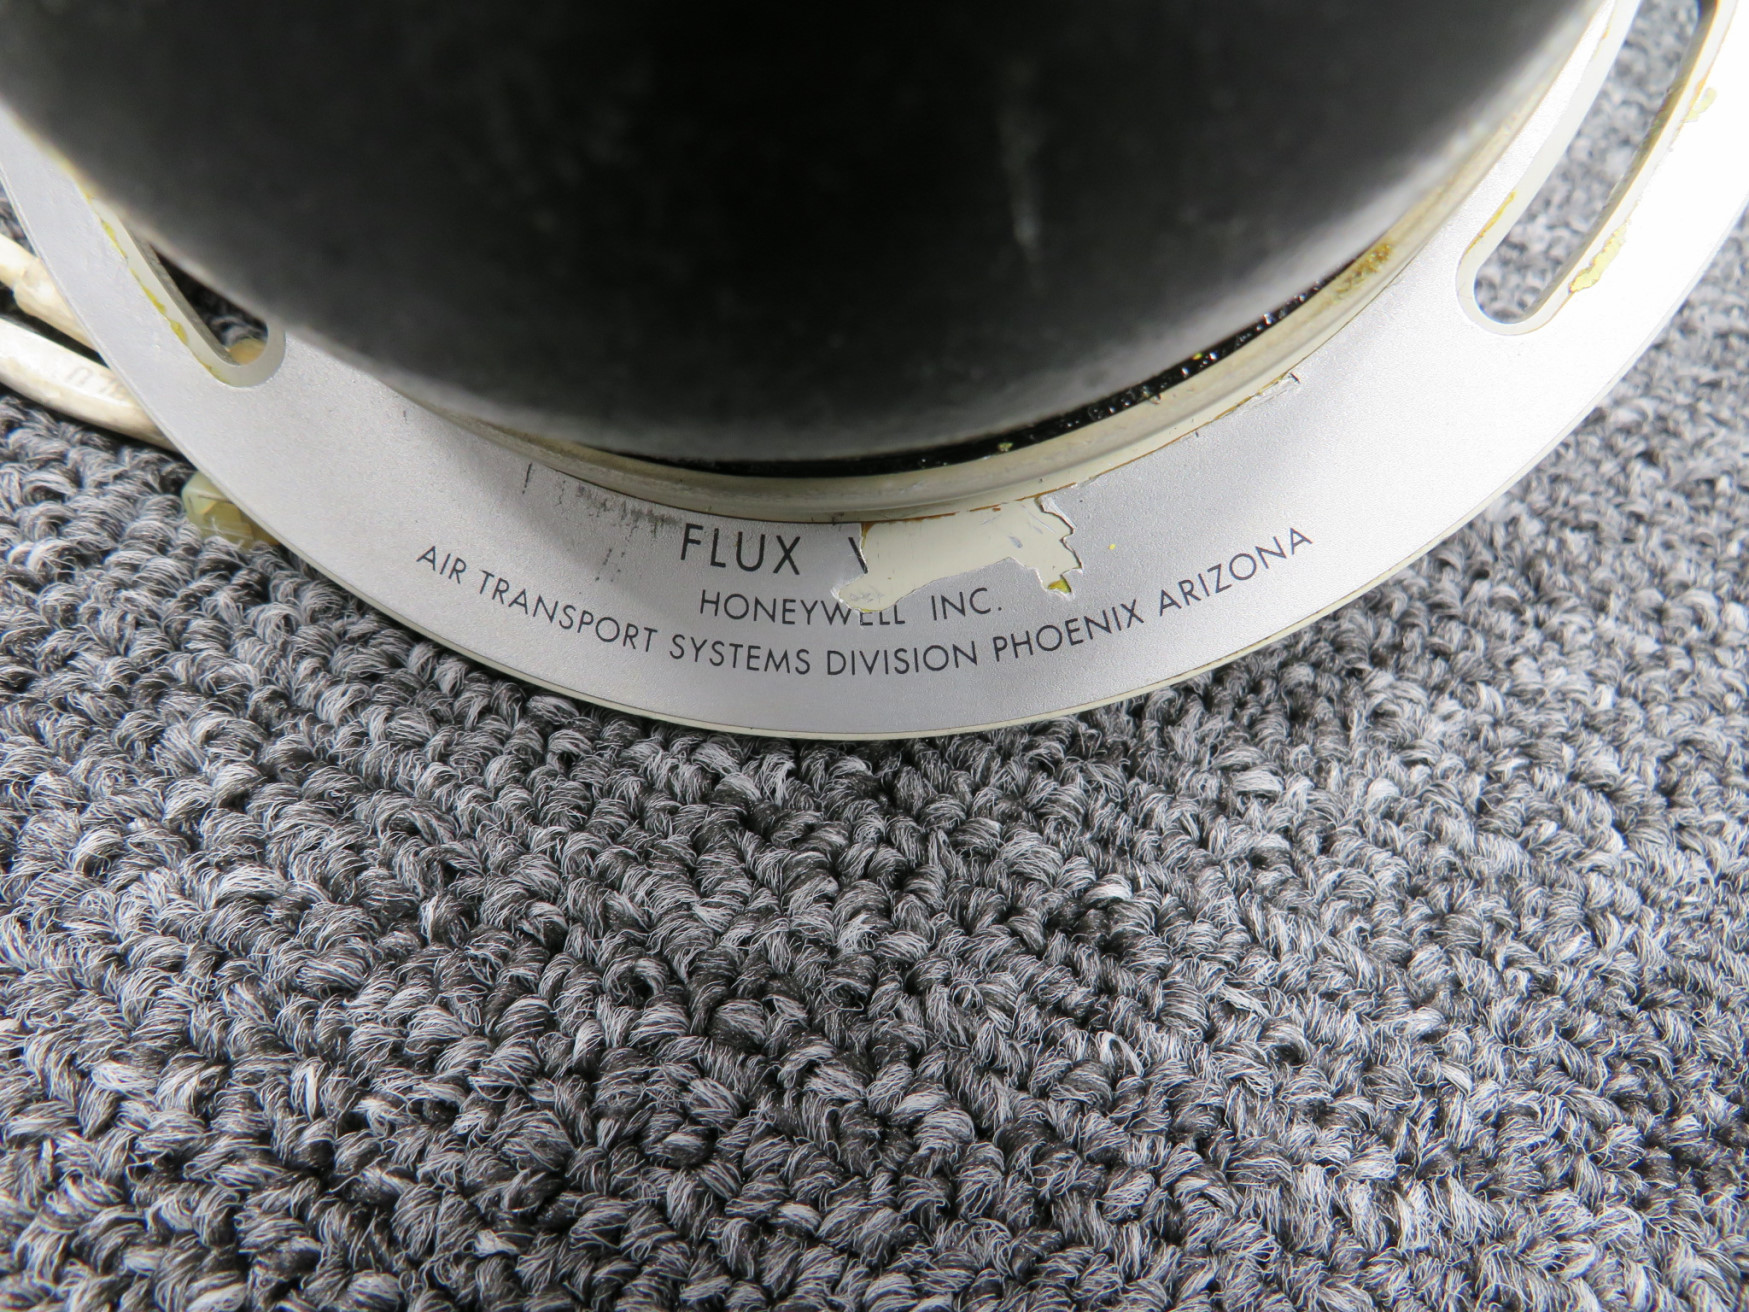 FLUX V
HONEYWELL INC.
AIR TRANSPORT SYSTEMS DIVISION PHOENIX ARIZONA